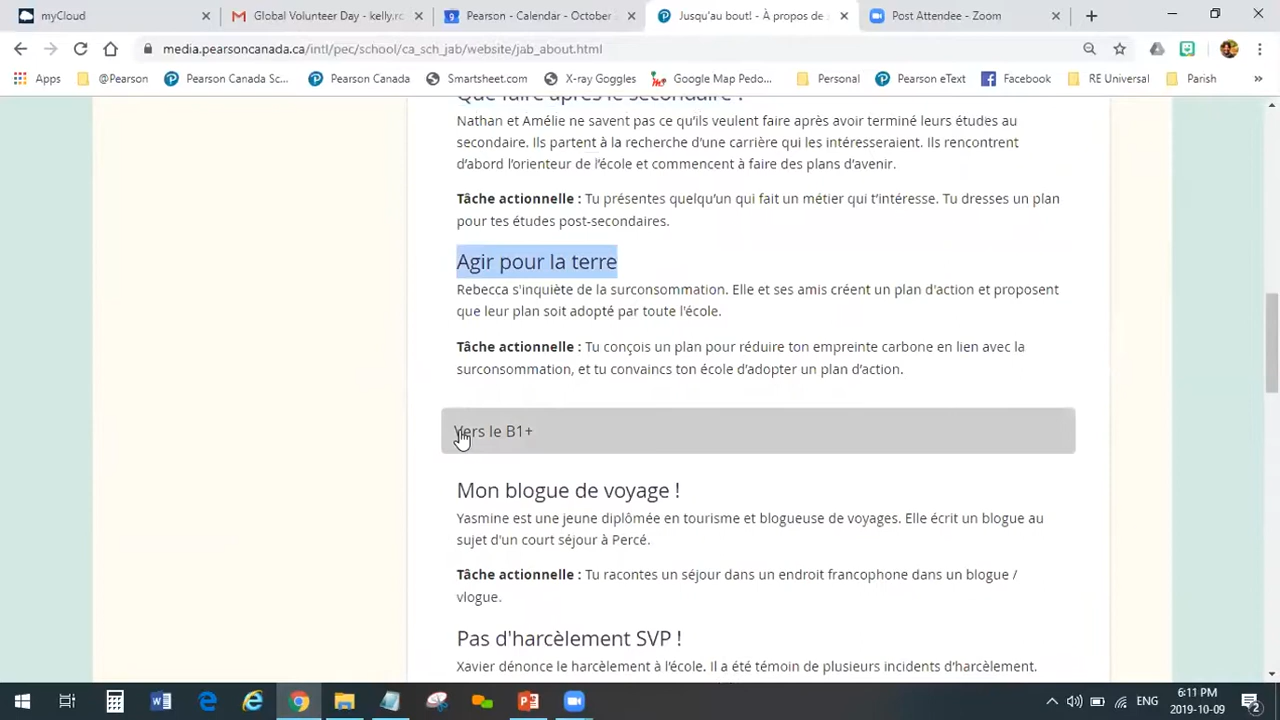 myCloud
Global Volunteer Day - kelly.rc
Pearson - Calendar - October
Jusqu'au bout! - À propos de
Post Attendee - Zoom
media.pearsoncanada.ca/intl/pec/school/ca_sch_jab/website/jab_about.html
Apps
@Pearson
Pearson Canada Sc...
Pearson Canada
Smartsheet.com
X-ray Goggles
Google Map Pedo...
Personal
Pearson eText
Facebook
RE Universal
Parish
Que faire après le secondaire ?
Nathan et Amélie ne savent pas ce qu'ils veulent faire après avoir terminé leurs études au
secondaire. Ils partent à la recherche d'une carrière qui les intéresseraient. Ils rencontrent
d'abord l'orienteur de l'école et commencent à faire des plans d'avenir.
Tâche actionnelle : Tu présentes quelqu'un qui fait un métier qui t'intéresse. Tu dresses un plan
pour tes études post-secondaires.
Agir pour la terre
Rebecca s'inquiète de la surconsommation. Elle et ses amis créent un plan d'action et proposent
que leur plan soit adopté par toute l'école.
Tâche actionnelle : Tu conçois un plan pour réduire ton empreinte carbone en lien avec la
surconsommation, et tu convaincs ton école d'adopter un plan d'action.
Vers le B1+
Mon blogue de voyage !
Yasmine est une jeune diplômée en tourisme et blogueuse de voyages. Elle écrit un blogue au
sujet d'un court séjour à Percé.
Tâche actionnelle : Tu racontes un séjour dans un endroit francophone dans un blogue /
vlogue.
Pas d'harcèlement SVP !
Xavier dénonce le harcèlement à l'école. Il a été témoin de plusieurs incidents d'harcèlement.
ENG
6:11 PM
2019-10-09
2